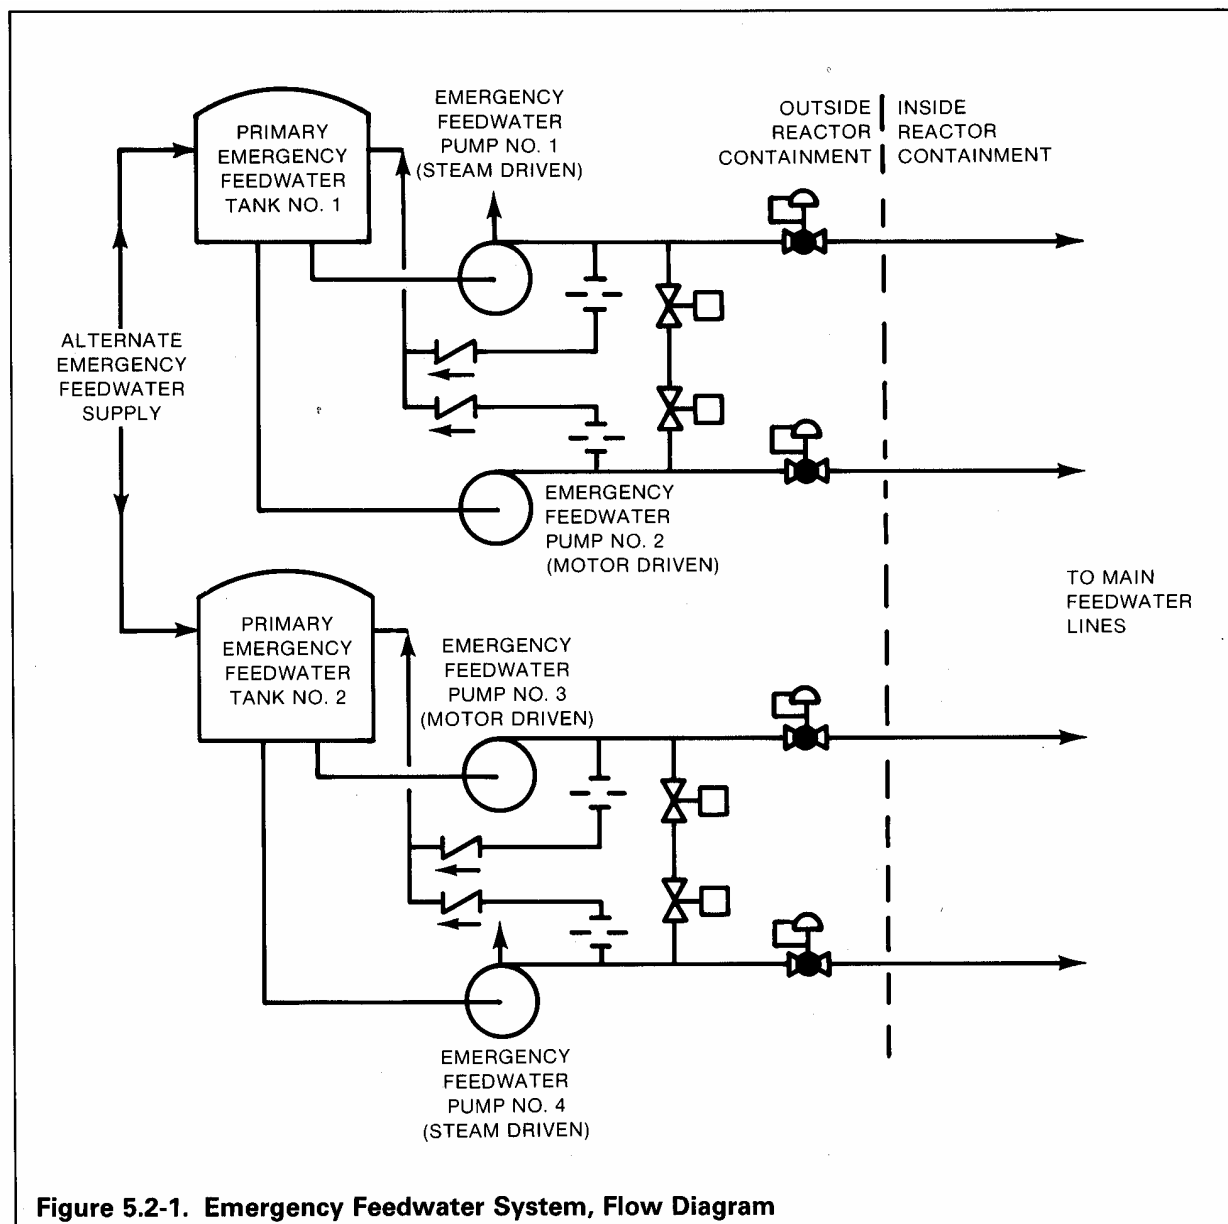 EMERGENCY
FEEDWATER
PUMP NO. 1
(STEAM DRIVEN)
OUTSIDE
REACTOR
CONTAINMENT
INSIDE
REACTOR
CONTAINMENT
PRIMARY
EMERGENCY
FEEDWATER
TANK NO. 1
ALTERNATE
EMERGENCY
FEEDWATER
SUPPLY
EMERGENCY
FEEDWATER
PUMP NO. 2
(MOTOR DRIVEN)
TO MAIN
FEEDWATER
LINES
PRIMARY
EMERGENCY
FEEDWATER
TANK NO. 2
EMERGENCY
FEEDWATER
PUMP NO. 3
(MOTOR DRIVEN)
EMERGENCY
FEEDWATER
PUMP NO. 4
(STEAM DRIVEN)
Figure 5.2-1. Emergency Feedwater System, Flow Diagram